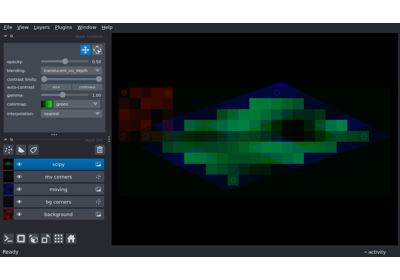 File View Layers Plugins Window Help
opacity: 0.50
blending: translucent_no_depth
contrast limits:
auto-contrast: once continuous
gamma: 1.00
colormap: green
interpolation: nearest
scipy
mv corners
moving
bg corners
background
Ready
activity